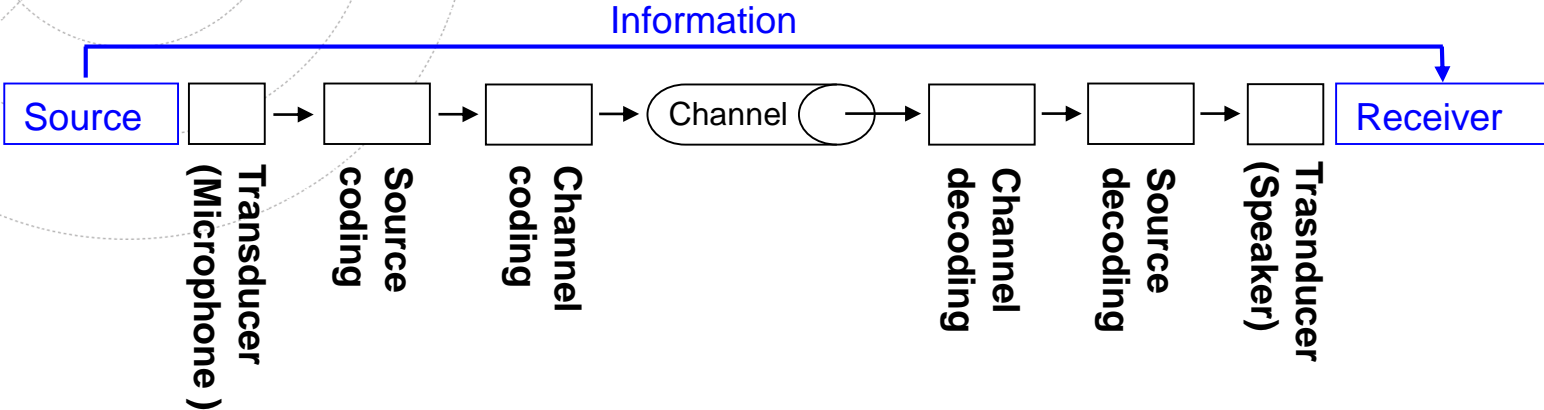 Information
Source
Channel
Receiver
Transducer
(Microphone )
Source
coding
Channel
coding
Channel
decoding
Source
decoding
Trasnducer
(Speaker)